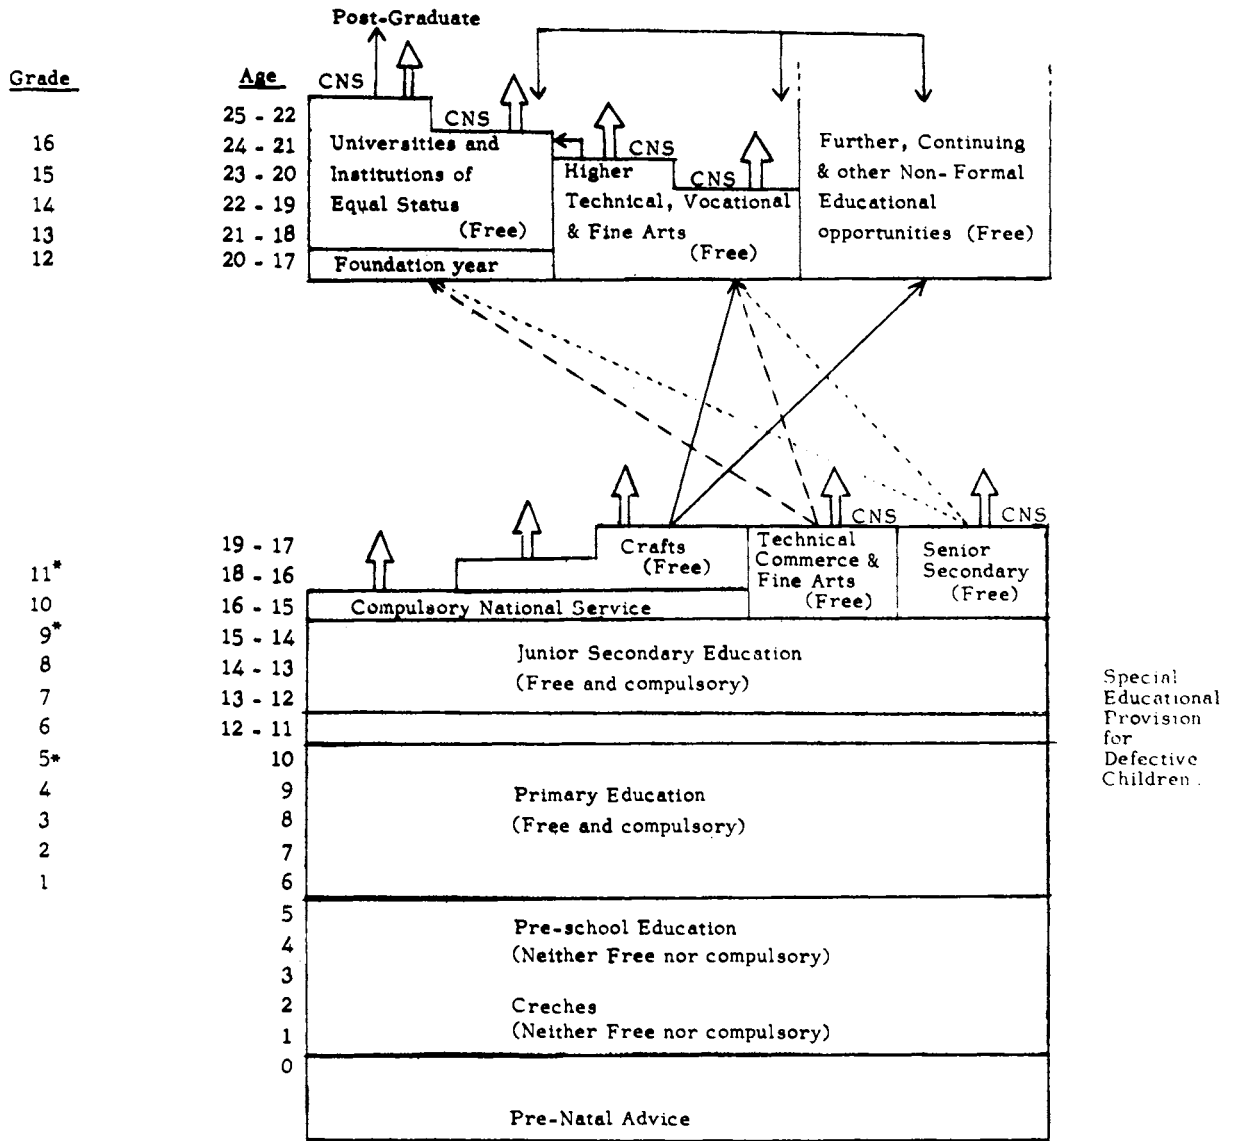 Post-Graduate
Grade
Age
CNS
25 - 22
CNS
16
24 - 21
Universities and
CNS
Further, Continuing
15
23 - 20
Institutions of
Higher
CNS
& other Non-Formal
14
22 - 19
Equal Status
Technical, Vocational
Educational
13
21 - 18
(Free)
& Fine Arts
(Free)
opportunities (Free)
12
20 - 17
Foundation year
CNS
CNS
19 - 17
Crafts
(Free)
Technical
Commerce &
Fine Arts
(Free)
Senior
Secondary
(Free)
11*
18 - 16
10
16 - 15
Compulsory National Service
9*
15 - 14
Junior Secondary Education
8
14 - 13
(Free and compulsory)
7
13 - 12
6
12 - 11
Special
Educational
Provision
for
Defective
Children.
5*
10
4
9
Primary Education
3
8
(Free and compulsory)
2
7
1
6
5
Pre-school Education
4
(Neither Free nor compulsory)
3
2
Creches
1
(Neither Free nor compulsory)
0
Pre-Natal Advice